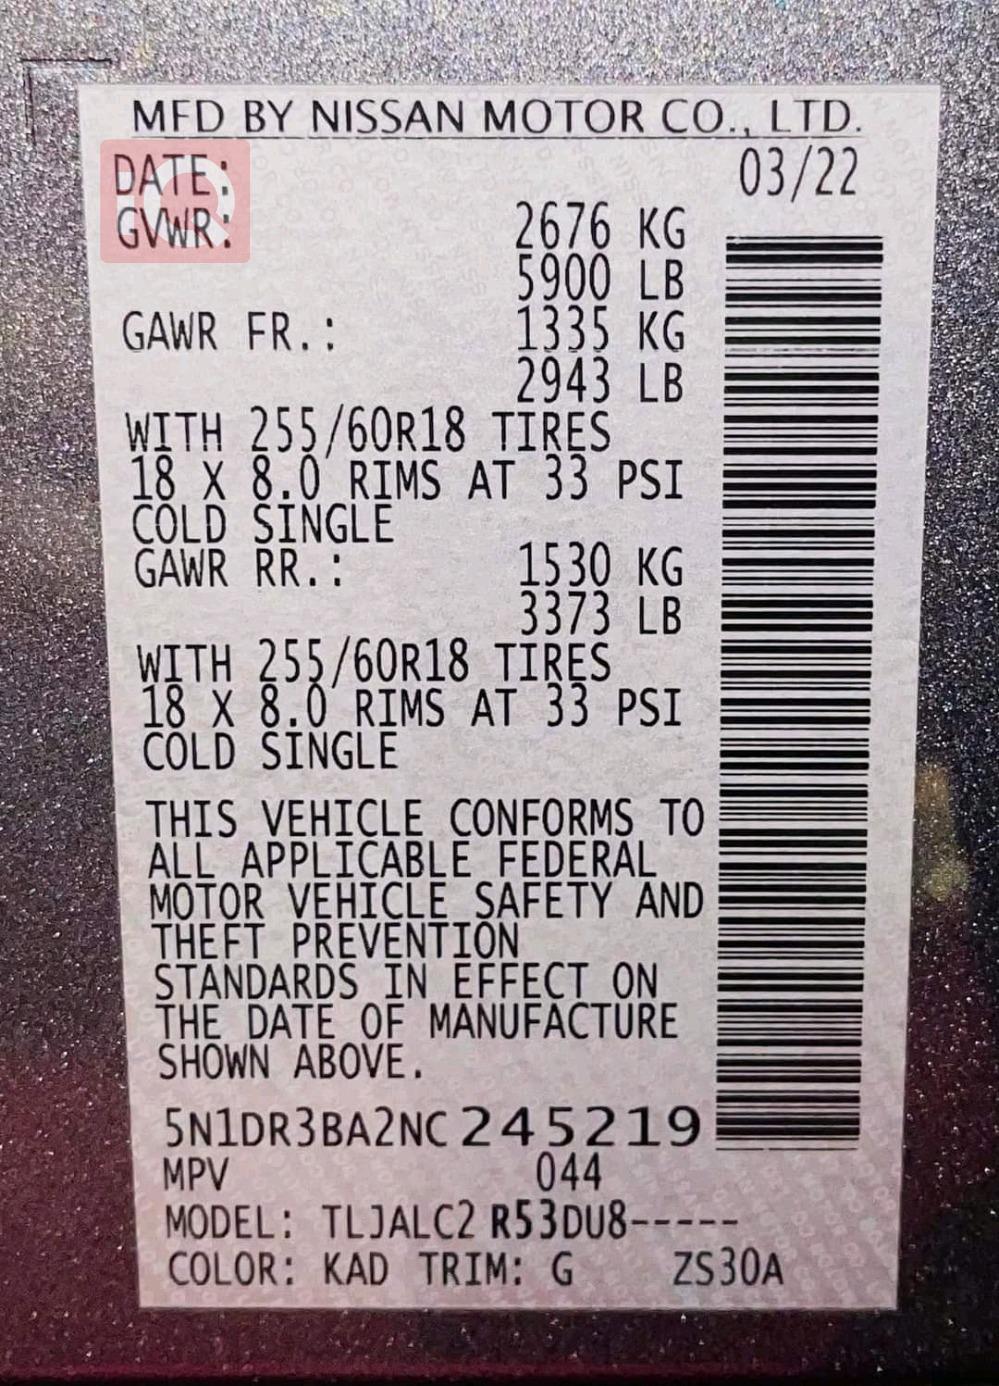 MFD BY NISSAN MOTOR CO., LTD.
DATE: 03/22
GVWR: 2676 KG
5900 LB
GAWR FR.: 1335 KG
2943 LB
WITH 255/60R18 TIRES
18 X 8.0 RIMS AT 33 PSI
COLD SINGLE
GAWR RR.: 1530 KG
3373 LB
WITH 255/60R18 TIRES
18 X 8.0 RIMS AT 33 PSI
COLD SINGLE
THIS VEHICLE CONFORMS TO
ALL APPLICABLE FEDERAL
MOTOR VEHICLE SAFETY AND
THEFT PREVENTION
STANDARDS IN EFFECT ON
THE DATE OF MANUFACTURE
SHOWN ABOVE.
5N1DR3BA2NC245219
MPV 044
MODEL: TLJALC2 R53DU8-----
COLOR: KAD TRIM: G ZS30A